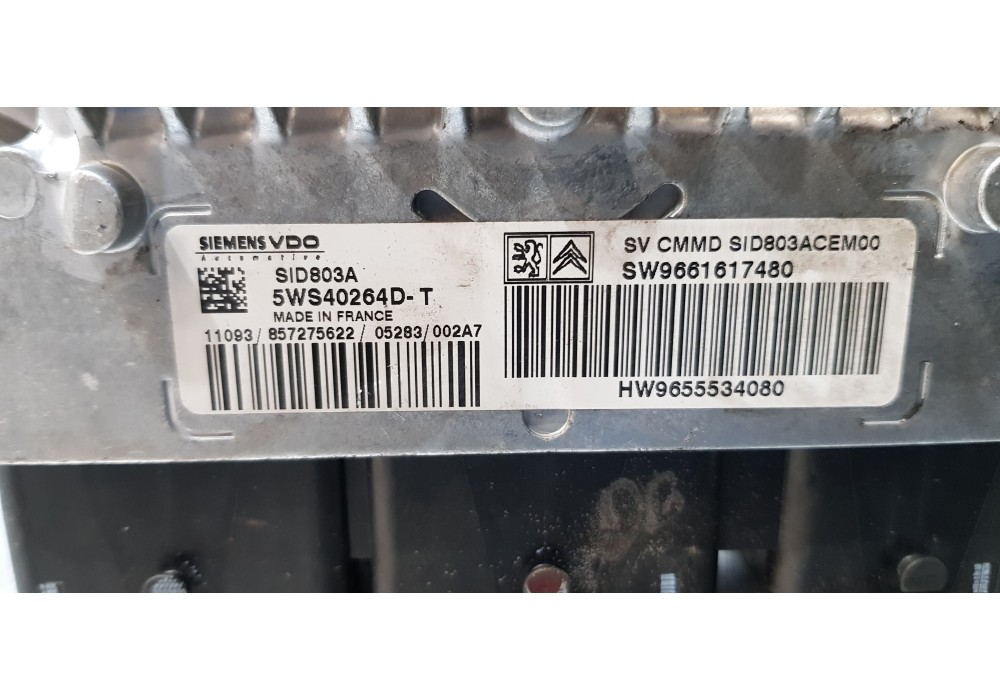 SIEMENS VDO
Automotive
SID803A
5WS40264D-T
MADE IN FRANCE
11093/ 857275622/ 05283/ 002A7
SV CMMD SID803ACEM00
SW9661617480
HW9655534080